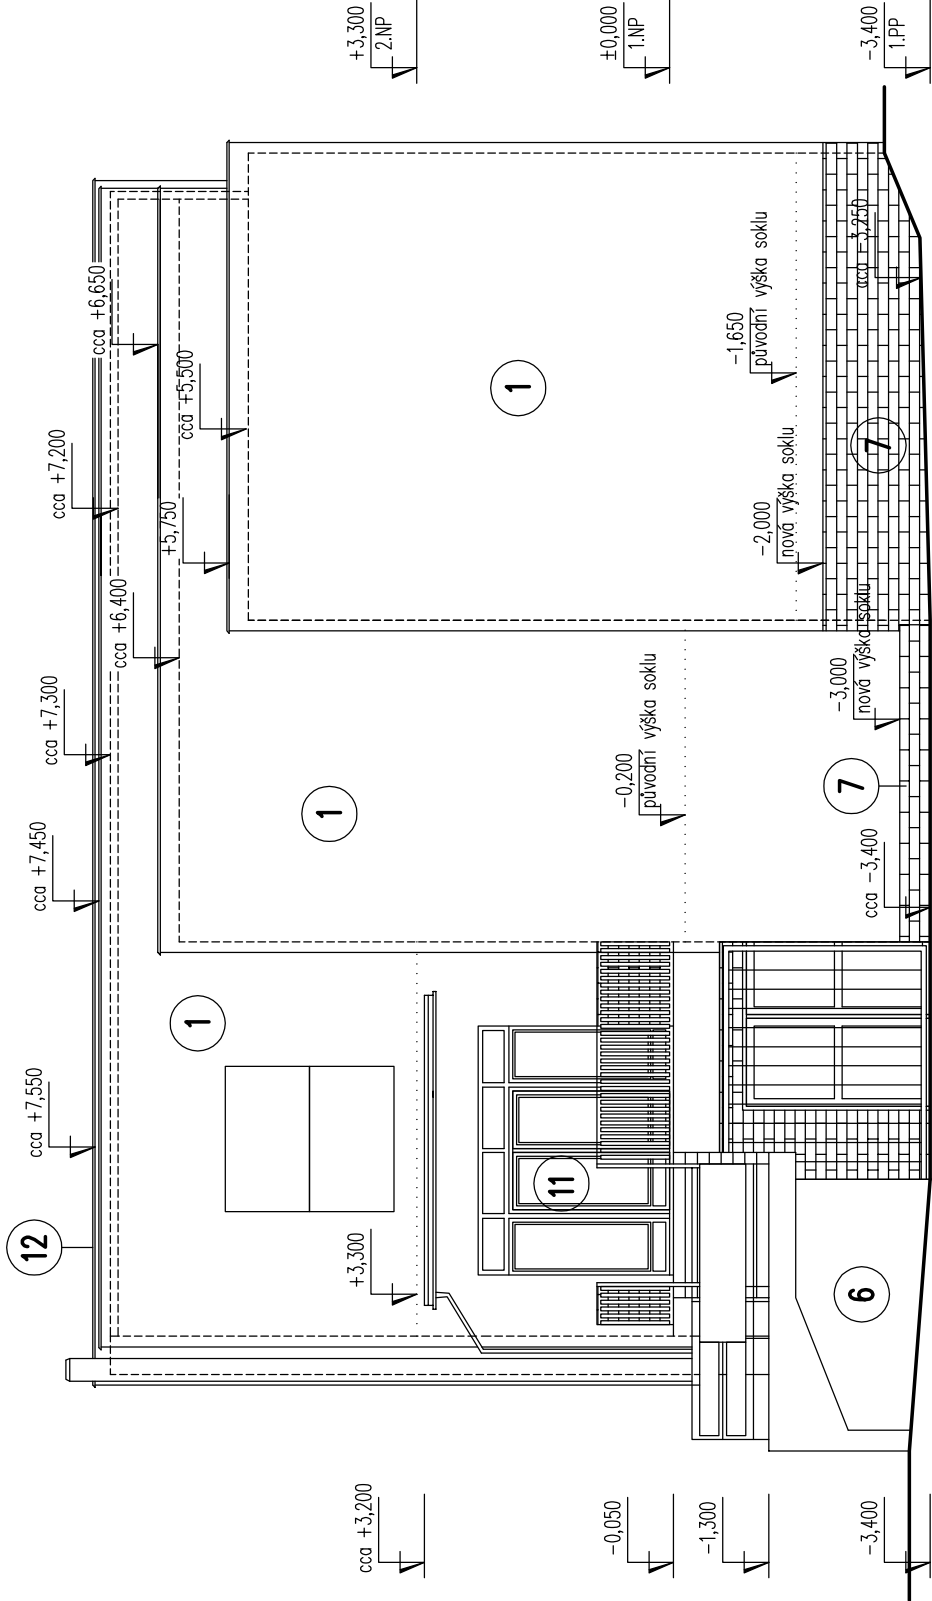 12
cca +7,550
cca +7,450
cca +7,300
cca +7,200
cca +6,650
cca +6,400
+5,750
cca +5,500
1
1
1
+3,300
2.NP
+3,300
cca +3,200
11
±0,000
1.NP
-0,050
-0,200
původní výška soklu
-1,300
-1,650
původní výška soklu
-2,000
nová výška soklu
-3,000
nová výška soklu
7
7
6
cca -3,250
cca -3,400
-3,400
1.PP
-3,400